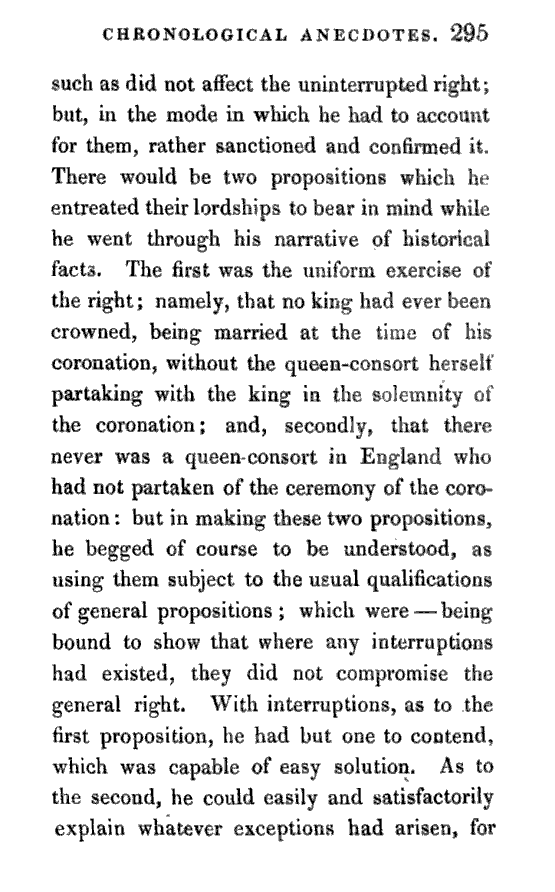 CHRONOLOGICAL ANECDOTES. 295
such as did not affect the uninterrupted right;
but, in the mode in which he had to account
for them, rather sanctioned and confirmed it.
There would be two propositions which he
entreated their lordships to bear in mind while
he went through his narrative of historical
facts. The first was the uniform exercise of
the right; namely, that no king had ever been
crowned, being married at the time of his
coronation, without the queen-consort herself
partaking with the king in the solemnity of
the coronation; and, secondly, that there
never was a queen-consort in England who
had not partaken of the ceremony of the coro-
nation: but in making these two propositions,
he begged of course to be understood, as
using them subject to the usual qualifications
of general propositions; which were — being
bound to show that where any interruptions
had existed, they did not compromise the
general right. With interruptions, as to the
first proposition, he had but one to contend,
which was capable of easy solution. As to
the second, he could easily and satisfactorily
explain whatever exceptions had arisen, for